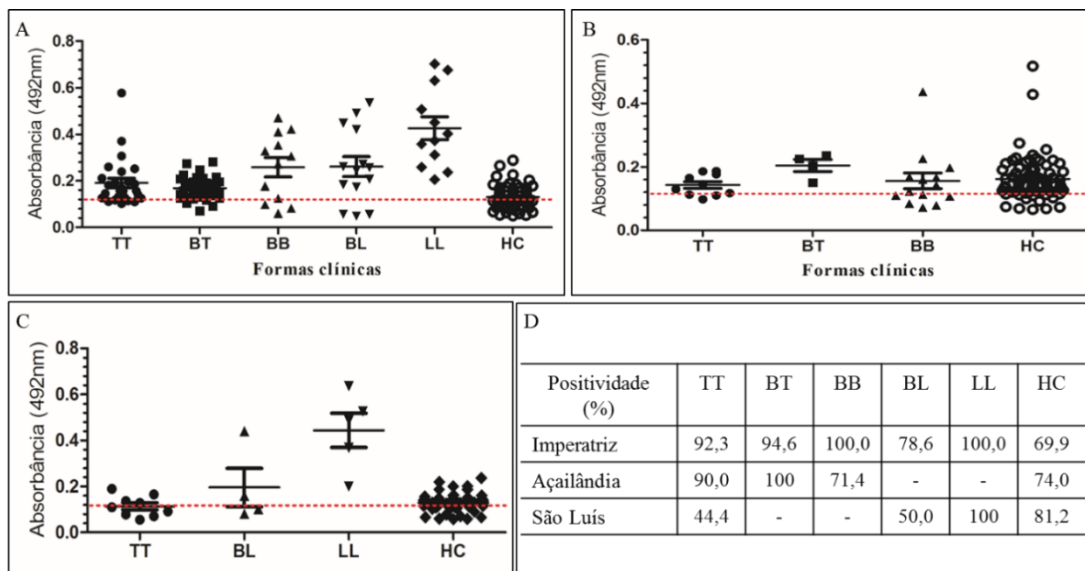 A
Absorbância (492nm)
0.8
0.6
0.4
0.2
0.0
TT BT BB BL LL HC
Formas clínicas
B
Absorbância (492nm)
0.6
0.4
0.2
0.0
TT BT BB HC
Formas clínicas
C
Absorbância (492nm)
0.8
0.6
0.4
0.2
0.0
TT BL LL HC
D
Positividade (%) TT BT BB BL LL HC
Imperatriz 92,3 94,6 100,0 78,6 100,0 69,9
Açailândia 90,0 100 71,4 - - 74,0
São Luís 44,4 - - 50,0 100 81,2